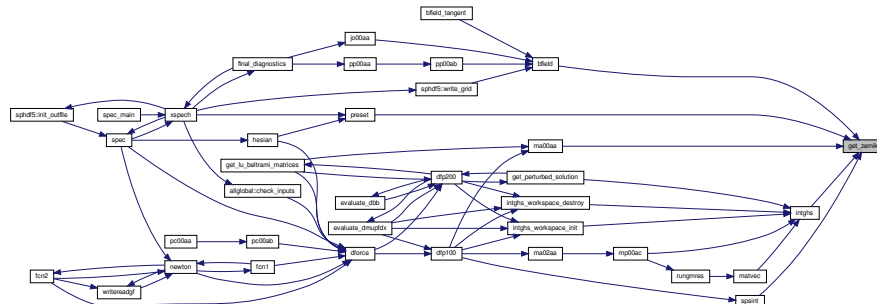 bfield_tangent
jo00aa
final_diagnostics
pp00aa
pp00ab
bfield
sphdf5::write_grid
sphdf5::init_outfile
spec_main
xspech
preset
spec
hesian
ma00aa
get_zernik
get_lu_beltrami_matrices
dfp200
get_perturbed_solution
allglobal::check_inputs
evaluate_dbb
intghs_workspace_destroy
intghs
evaluate_dmupfdx
intghs_workspace_init
pc00aa
pc00ab
dforce
dfp100
ma02aa
mp00ac
newton
fcn1
fcn2
rungmres
matvec
writereadgf
spsint